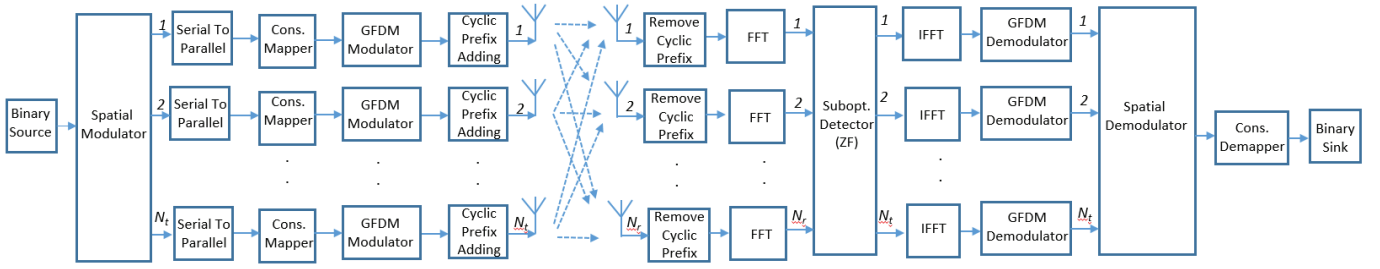 Binary
Source
Spatial
Modulator
1
Serial To
Parallel
Cons.
Mapper
GFDM
Modulator
Cyclic
Prefix
Adding
1
1
Remove
Cyclic
Prefix
FFT
1
2
Serial To
Parallel
Cons.
Mapper
GFDM
Modulator
Cyclic
Prefix
Adding
2
2
Remove
Cyclic
Prefix
FFT
2
Nt
Serial To
Parallel
Cons.
Mapper
GFDM
Modulator
Cyclic
Prefix
Adding
Nt
Nr
Remove
Cyclic
Prefix
FFT
Nr
Subopt.
Detector
(ZF)
1
IFFT
GFDM
Demodulator
1
2
IFFT
GFDM
Demodulator
2
Nt
IFFT
GFDM
Demodulator
Nt
Spatial
Demodulator
Cons.
Demapper
Binary
Sink